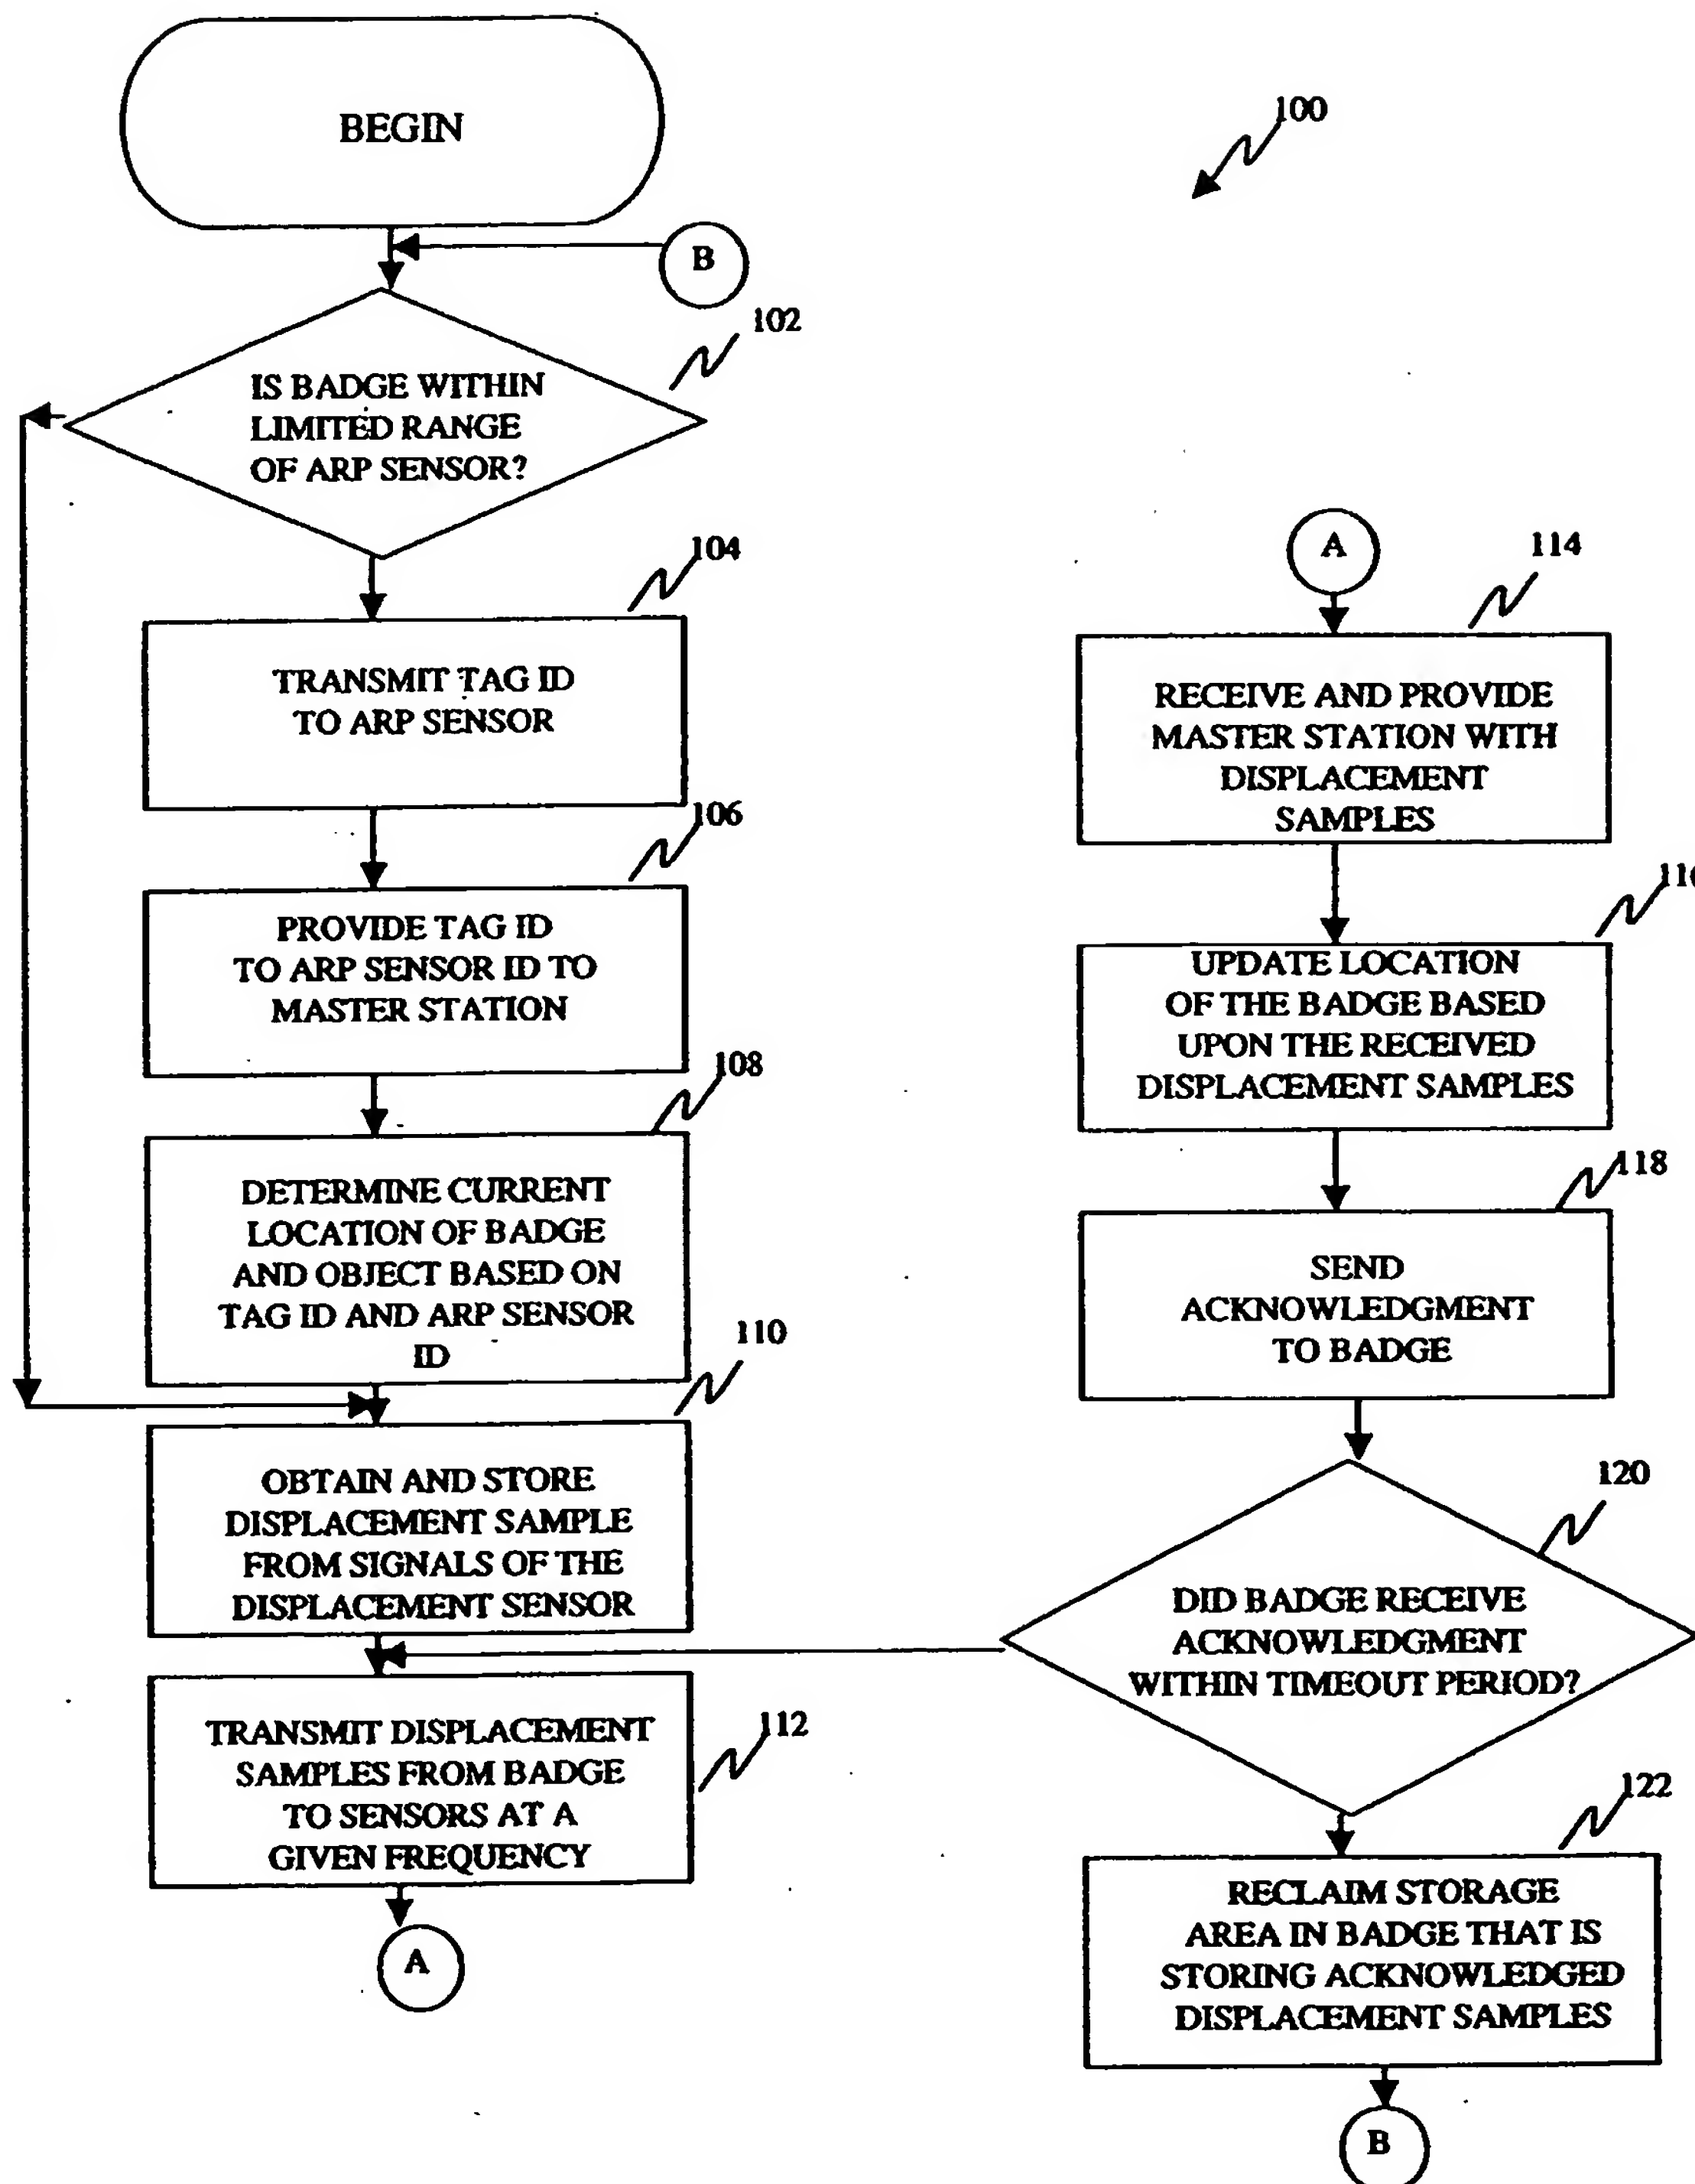 BEGIN
100
B
102
IS BADGE WITHIN
LIMITED RANGE
OF ARP SENSOR?
104
TRANSMIT TAG ID
TO ARP SENSOR
106
PROVIDE TAG ID
TO ARP SENSOR ID TO
MASTER STATION
108
DETERMINE CURRENT
LOCATION OF BADGE
AND OBJECT BASED ON
TAG ID AND ARP SENSOR
ID
110
OBTAIN AND STORE
DISPLACEMENT SAMPLE
FROM SIGNALS OF THE
DISPLACEMENT SENSOR
TRANSMIT DISPLACEMENT
SAMPLES FROM BADGE
TO SENSORS AT A
GIVEN FREQUENCY
112
A
A
114
RECEIVE AND PROVIDE
MASTER STATION WITH
DISPLACEMENT
SAMPLES
UPDATE LOCATION
OF THE BADGE BASED
UPON THE RECEIVED
DISPLACEMENT SAMPLES
118
SEND
ACKNOWLEDGMENT
TO BADGE
120
DID BADGE RECEIVE
ACKNOWLEDGMENT
WITHIN TIMEOUT PERIOD?
122
RECLAIM STORAGE
AREA IN BADGE THAT IS
STORING ACKNOWLEDGED
DISPLACEMENT SAMPLES
B